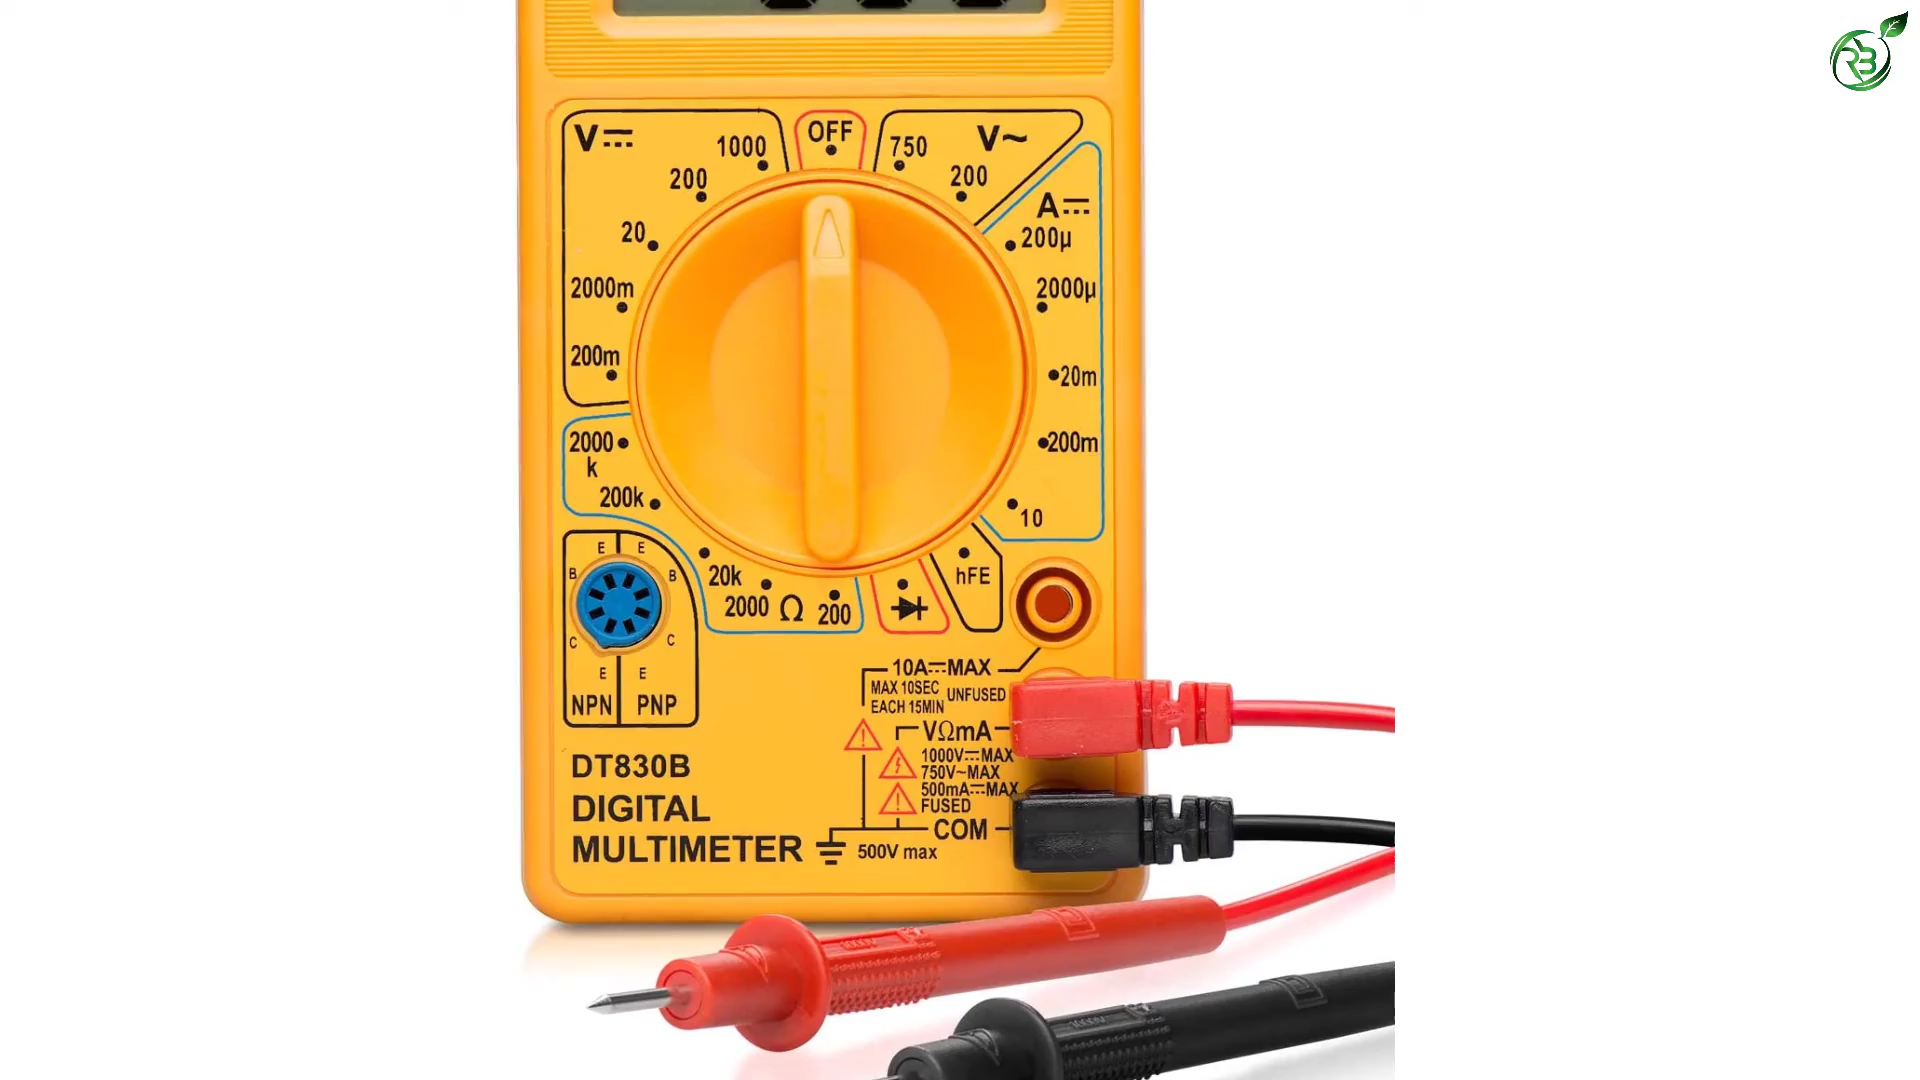 V⎓
1000
OFF
750
V~
200
200
A⎓
20
200µ
2000m
2000µ
200m
20m
2000
k
200m
200k
10
20k
2000 Ω 200
hFE
E E
B B
C C
E E
NPN PNP
10A⎓MAX
MAX 10SEC
EACH 15MIN
UNFUSED
VΩmA
1000V⎓MAX
750V~MAX
500mA⎓MAX
FUSED
COM
500V max
DT830B
DIGITAL
MULTIMETER
RB